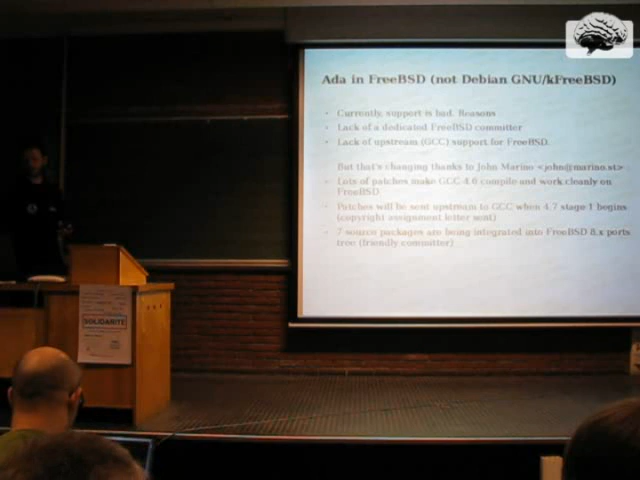 Ada in FreeBSD (not Debian GNU/kFreeBSD)
- Currently, support is bad. Reasons
- Lack of a dedicated FreeBSD committer
- Lack of upstream (GCC) support for FreeBSD.
But that's changing thanks to John Marino <john@marino.st>
- Lots of patches make GCC 4.6 compile and work cleanly on
FreeBSD
- Patches will be sent upstream to GCC when 4.7 stage 1 begins
(copyright assignment letter sent)
- 7 source packages are being integrated into FreeBSD 8.x ports
tree (friendly committer)
SOLIDARITE